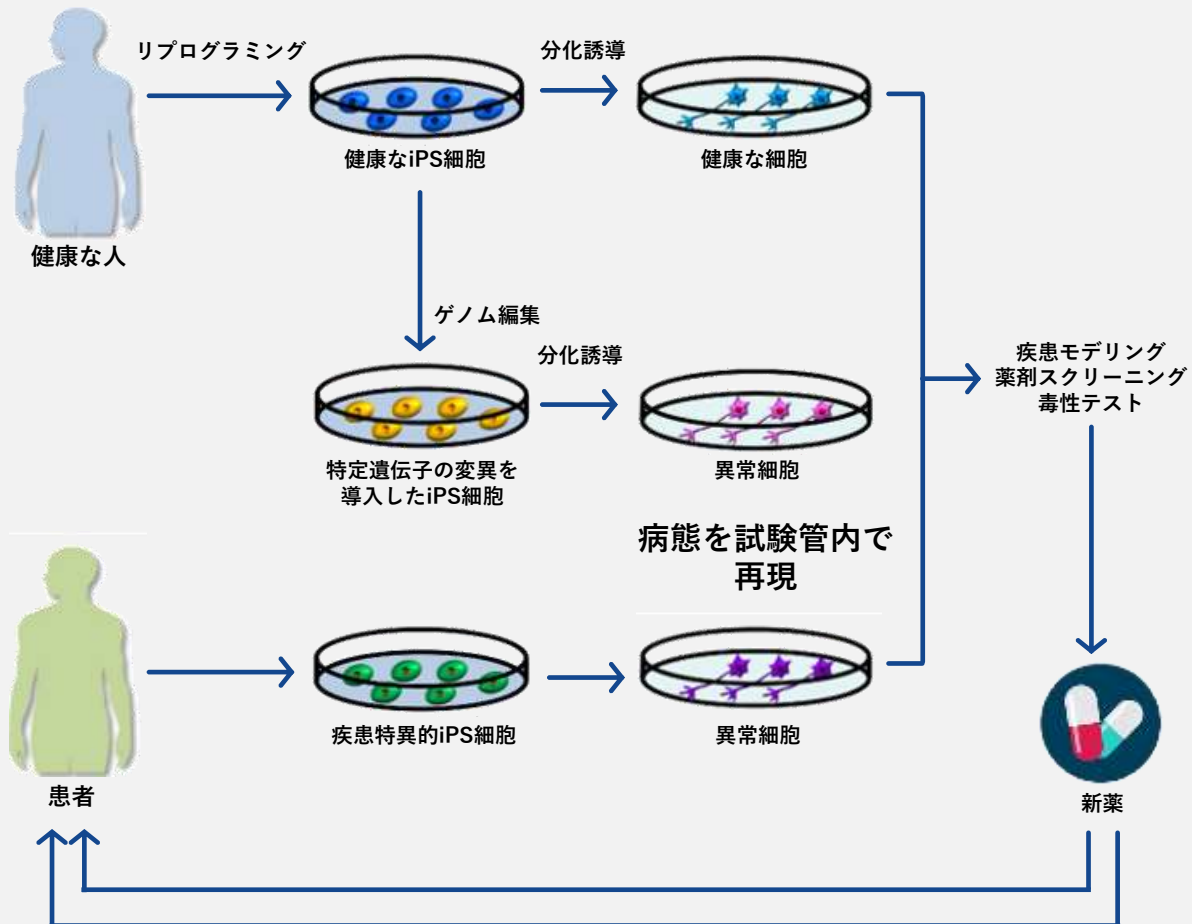 リプログラミング
分化誘導
健康なiPS細胞
健康な細胞
健康な人
ゲノム編集
分化誘導
疾患モデリング
薬剤スクリーニング
毒性テスト
特定遺伝子の変異を
導入したiPS細胞
異常細胞
病態を試験管内で
再現
疾患特異的iPS細胞
異常細胞
患者
新薬